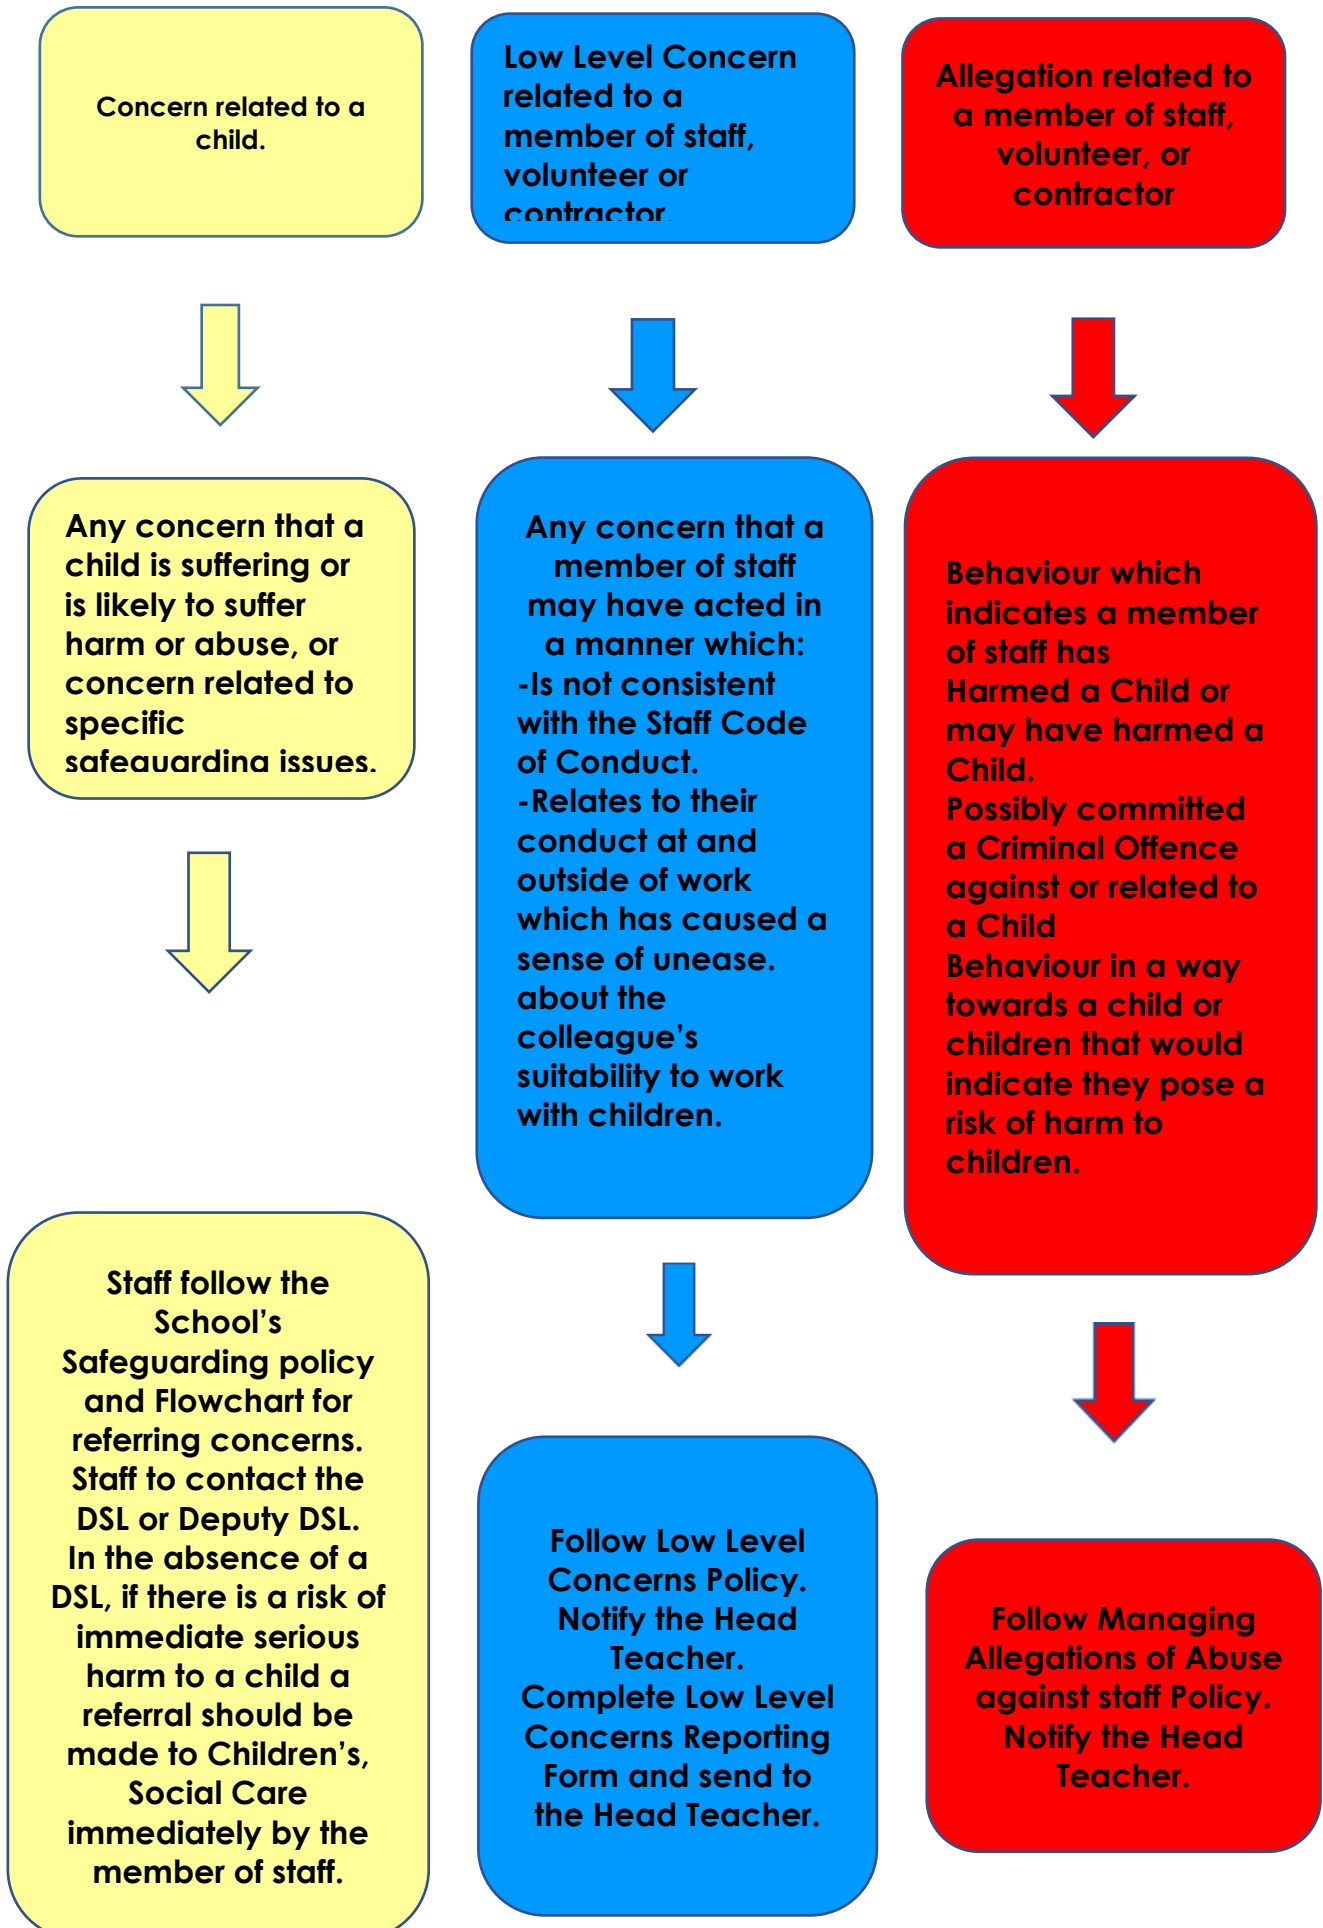 Concern related to a
child.
Low Level Concern
related to a
member of staff,
volunteer or
contractor.
Allegation related to
a member of staff,
volunteer, or
contractor
Any concern that a
child is suffering or
is likely to suffer
harm or abuse, or
concern related to
specific
safeguarding issues.
Any concern that a
member of staff
may have acted in
a manner which:
-Is not consistent
with the Staff Code
of Conduct.
-Relates to their
conduct at and
outside of work
which has caused a
sense of unease.
about the
colleague’s
suitability to work
with children.
Behaviour which
indicates a member
of staff has
Harmed a Child or
may have harmed a
Child.
Possibly committed
a Criminal Offence
against or related to
a Child
Behaviour in a way
towards a child or
children that would
indicate they pose a
risk of harm to
children.
Staff follow the
School’s
Safeguarding policy
and Flowchart for
referring concerns.
Staff to contact the
DSL or Deputy DSL.
In the absence of a
DSL, if there is a risk of
immediate serious
harm to a child a
referral should be
made to Children’s,
Social Care
immediately by the
member of staff.
Follow Low Level
Concerns Policy.
Notify the Head
Teacher.
Complete Low Level
Concerns Reporting
Form and send to
the Head Teacher.
Follow Managing
Allegations of Abuse
against staff Policy.
Notify the Head
Teacher.